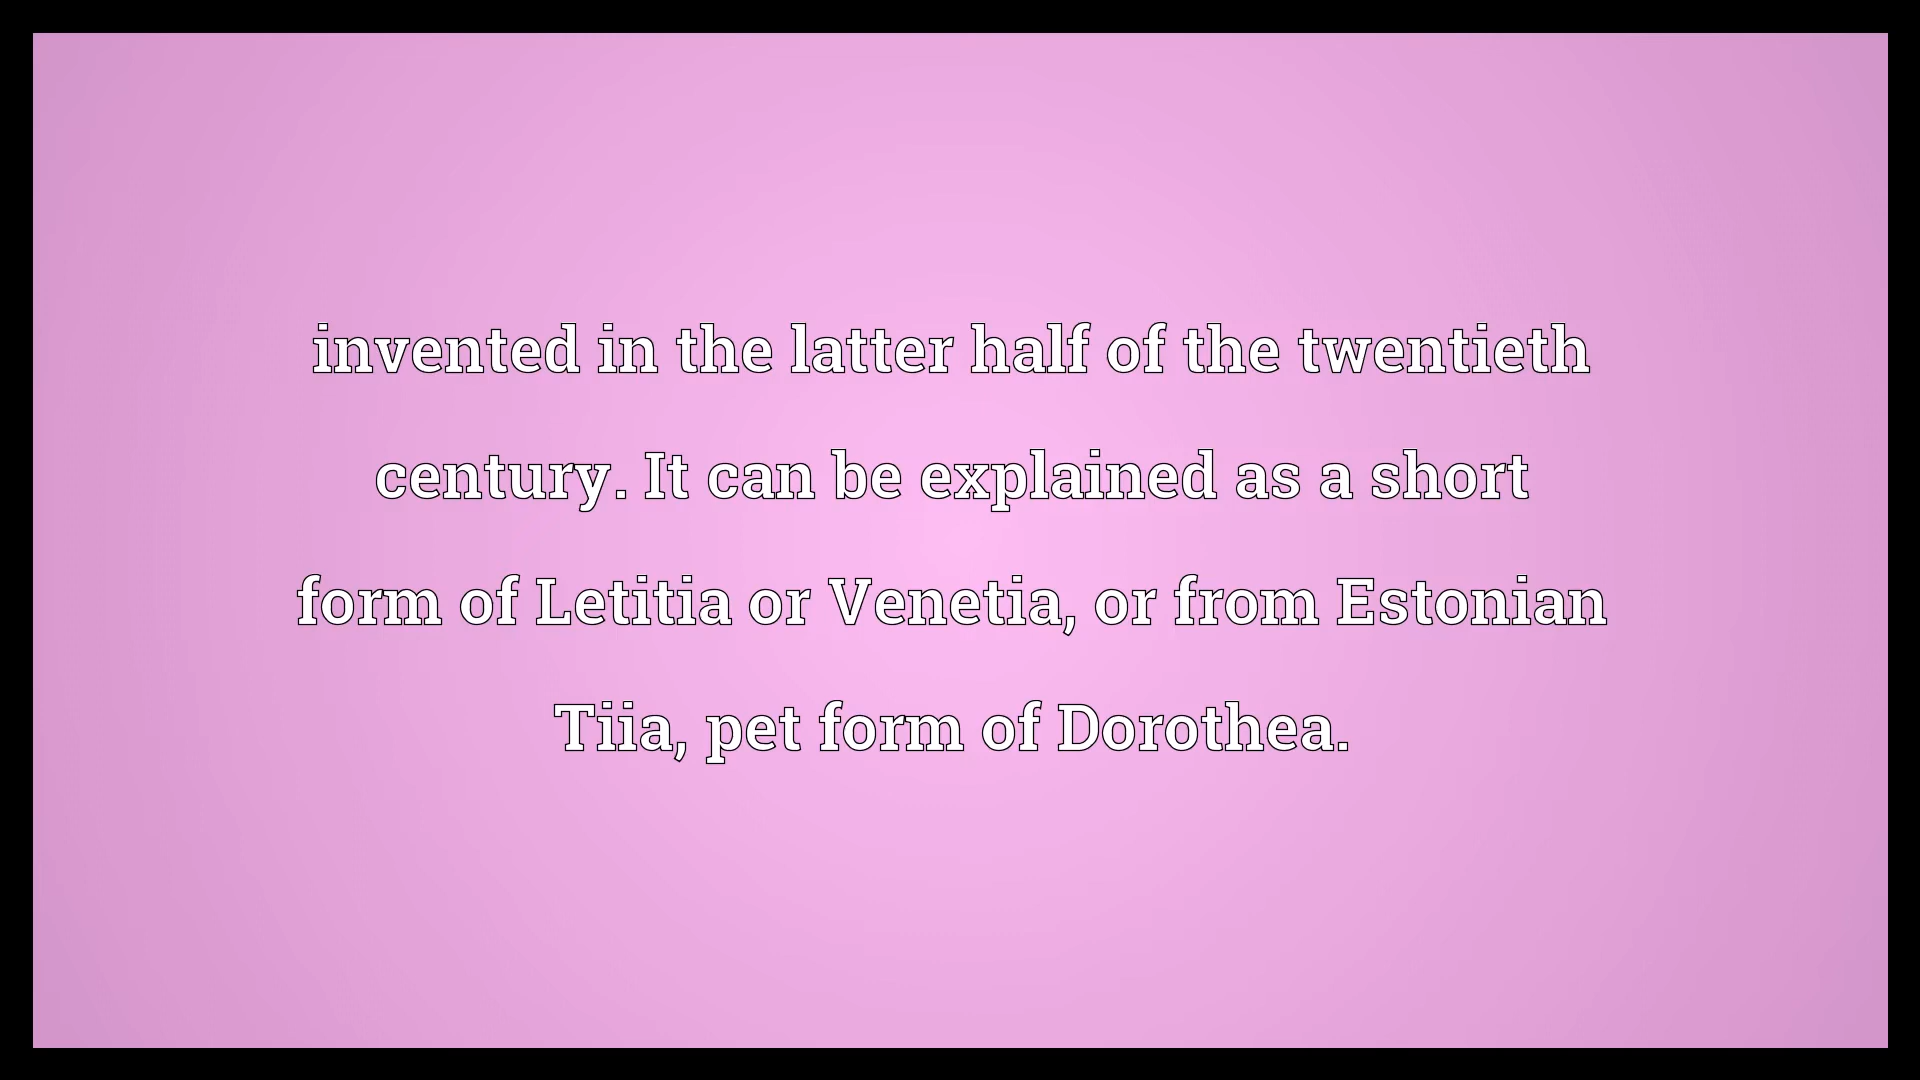 invented in the latter half of the twentieth
century. It can be explained as a short
form of Letitia or Venetia, or from Estonian
Tiia, pet form of Dorothea.